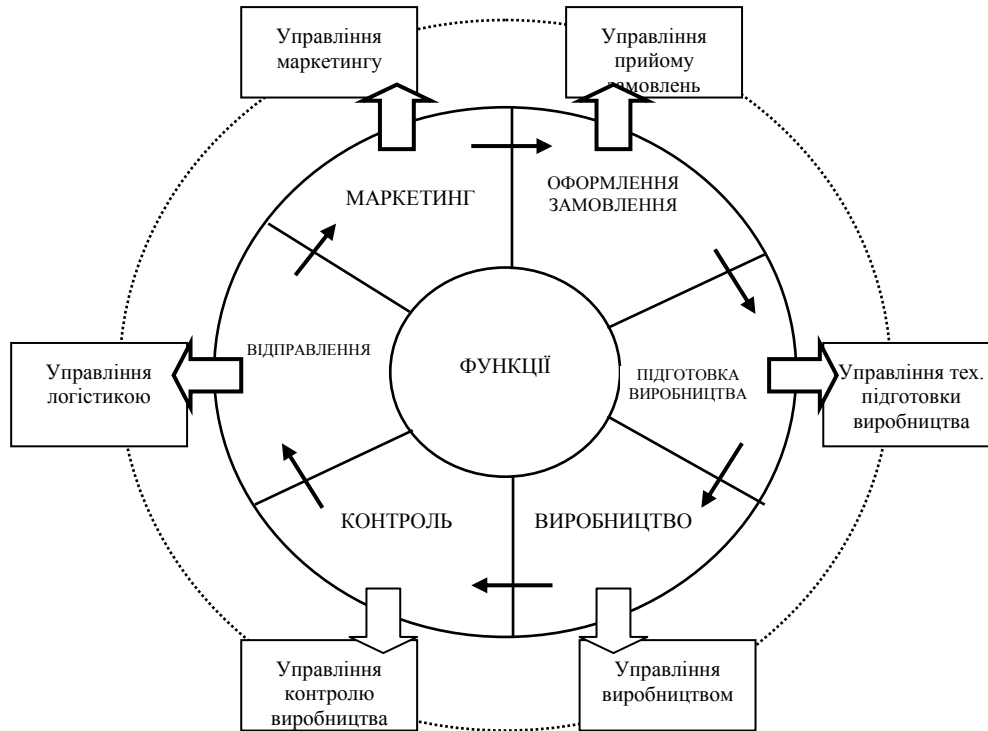 Управління
маркетингу
Управління
прийому
замовлень
МАРКЕТИНГ
ОФОРМЛЕННЯ
ЗАМОВЛЕННЯ
Управління
логістикою
ВІДПРАВЛЕННЯ
ФУНКЦІЇ
ПІДГОТОВКА
ВИРОБНИЦТВА
Управління тех.
підготовки
виробництва
КОНТРОЛЬ
ВИРОБНИЦТВО
Управління
контролю
виробництва
Управління
виробництвом